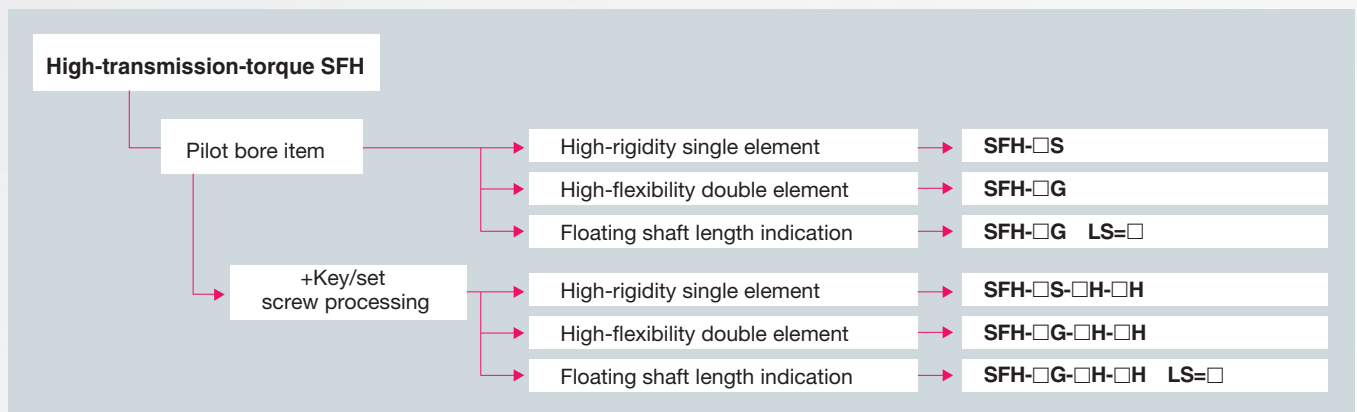 High-transmission-torque SFH
Pilot bore item
High-rigidity single element
SFH-□S
High-flexibility double element
SFH-□G
Floating shaft length indication
SFH-□G LS=□
+Key/set
screw processing
High-rigidity single element
SFH-□S-□H-□H
High-flexibility double element
SFH-□G-□H-□H
Floating shaft length indication
SFH-□G-□H-□H LS=□